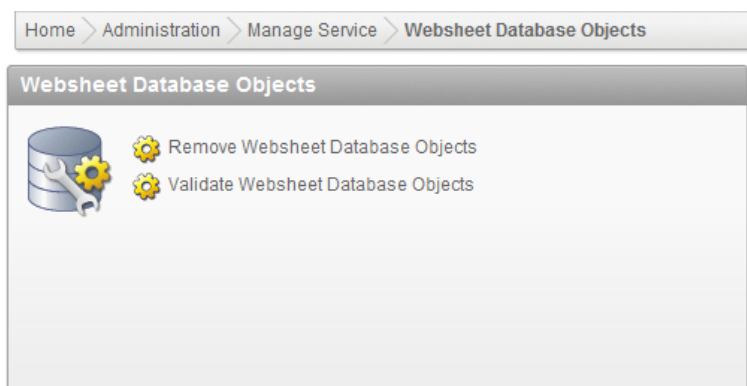 Home Administration Manage Service Websheet Database Objects
Websheet Database Objects
Remove Websheet Database Objects
Validate Websheet Database Objects